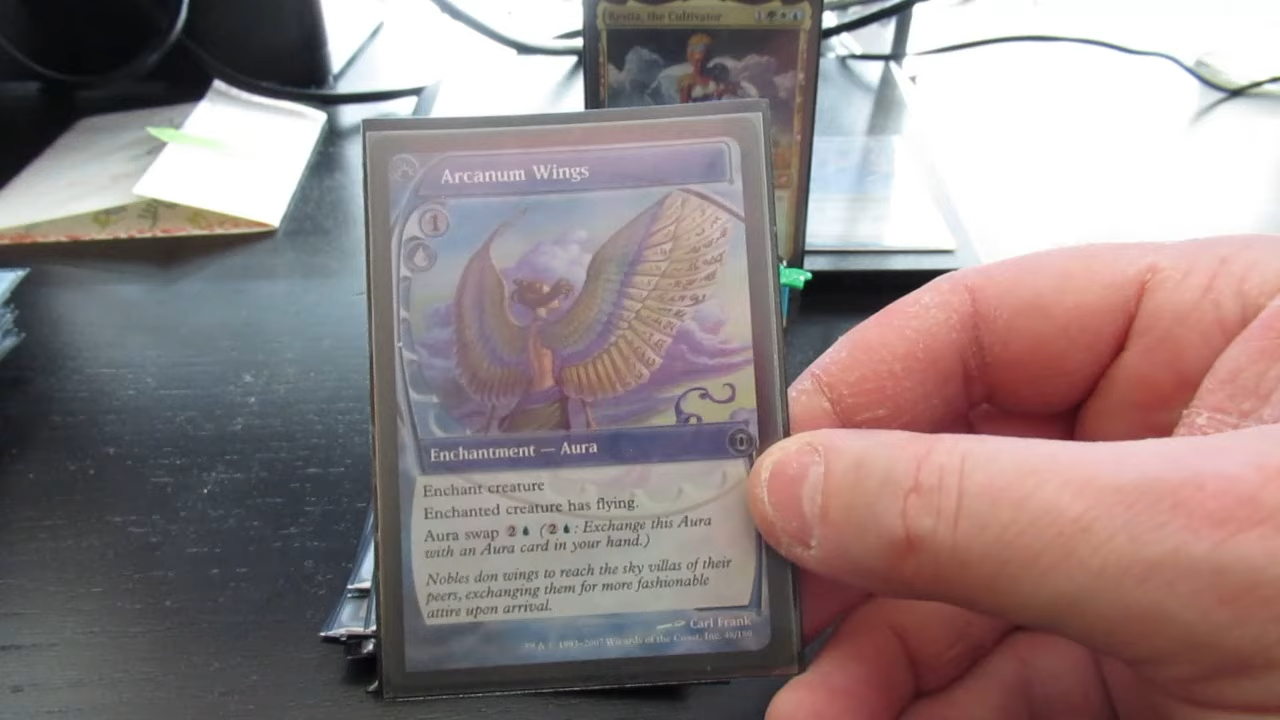 Kestia, the Cultivator
1
Arcanum Wings
1
Enchantment — Aura
Enchant creature
Enchanted creature has flying.
Aura swap 2 (2 : Exchange this Aura
with an Aura card in your hand.)
Nobles don wings to reach the sky villas of their
peers, exchanging them for more fashionable
attire upon arrival.
Carl Frank
™ & © 1993–2007 Wizards of the Coast, Inc. 48/180